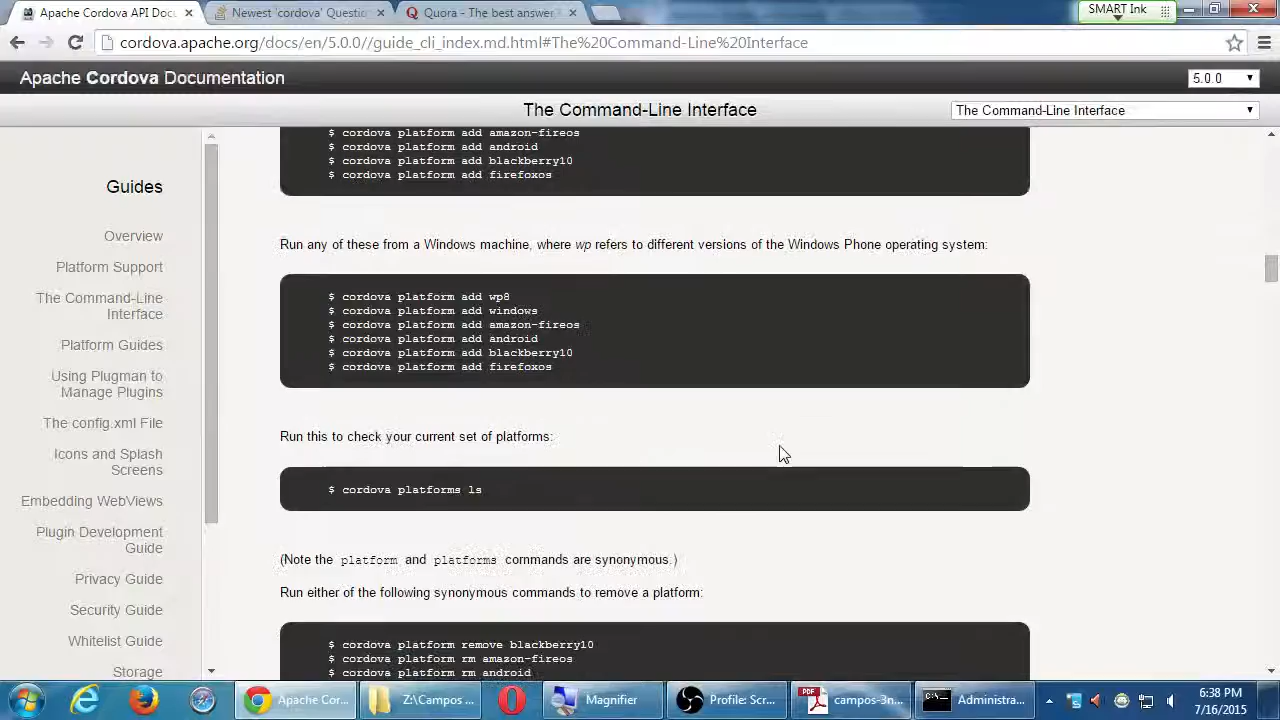 Apache Cordova API Docu
Newest 'cordova' Questio
Quora - The best answer
SMART Ink
cordova.apache.org/docs/en/5.0.0//guide_cli_index.md.html#The%20Command-Line%20Interface
Apache Cordova Documentation
5.0.0
The Command-Line Interface
The Command-Line Interface
Guides
Overview
Platform Support
The Command-Line
Interface
Platform Guides
Using Plugman to
Manage Plugins
The config.xml File
Icons and Splash
Screens
Embedding WebViews
Plugin Development
Guide
Privacy Guide
Security Guide
Whitelist Guide
Storage
$ cordova platform add amazon-fireos
$ cordova platform add android
$ cordova platform add blackberry10
$ cordova platform add firefoxos
Run any of these from a Windows machine, where wp refers to different versions of the Windows Phone operating system:
$ cordova platform add wp8
$ cordova platform add windows
$ cordova platform add amazon-fireos
$ cordova platform add android
$ cordova platform add blackberry10
$ cordova platform add firefoxos
Run this to check your current set of platforms:
$ cordova platforms ls
(Note the platform and platforms commands are synonymous.)
Run either of the following synonymous commands to remove a platform:
$ cordova platform remove blackberry10
$ cordova platform rm amazon-fireos
$ cordova platform rm android
Apache Cor...
Z:\Campos ...
Magnifier
Profile: Scr...
PDF
campos-3n...
C:\
Administra...
6:38 PM
7/16/2015